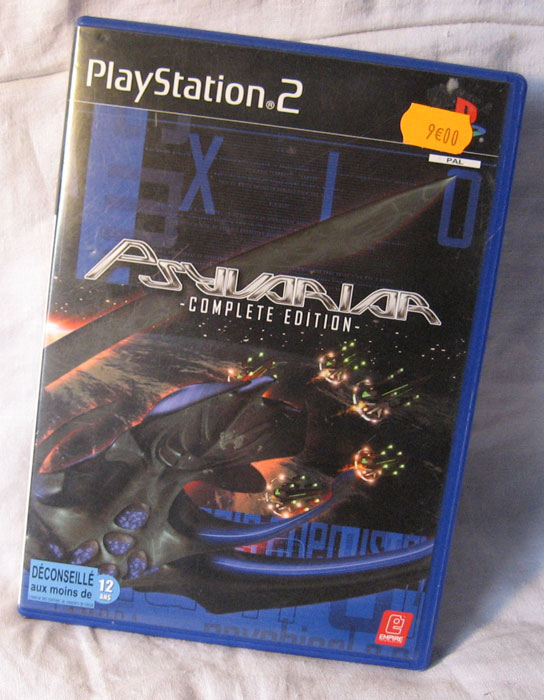 PlayStation®2
9€00
PAL
PSYVARIAR
-COMPLETE EDITION-
DÉCONSEILLÉ
aux moins de
12
ANS
EMPIRE